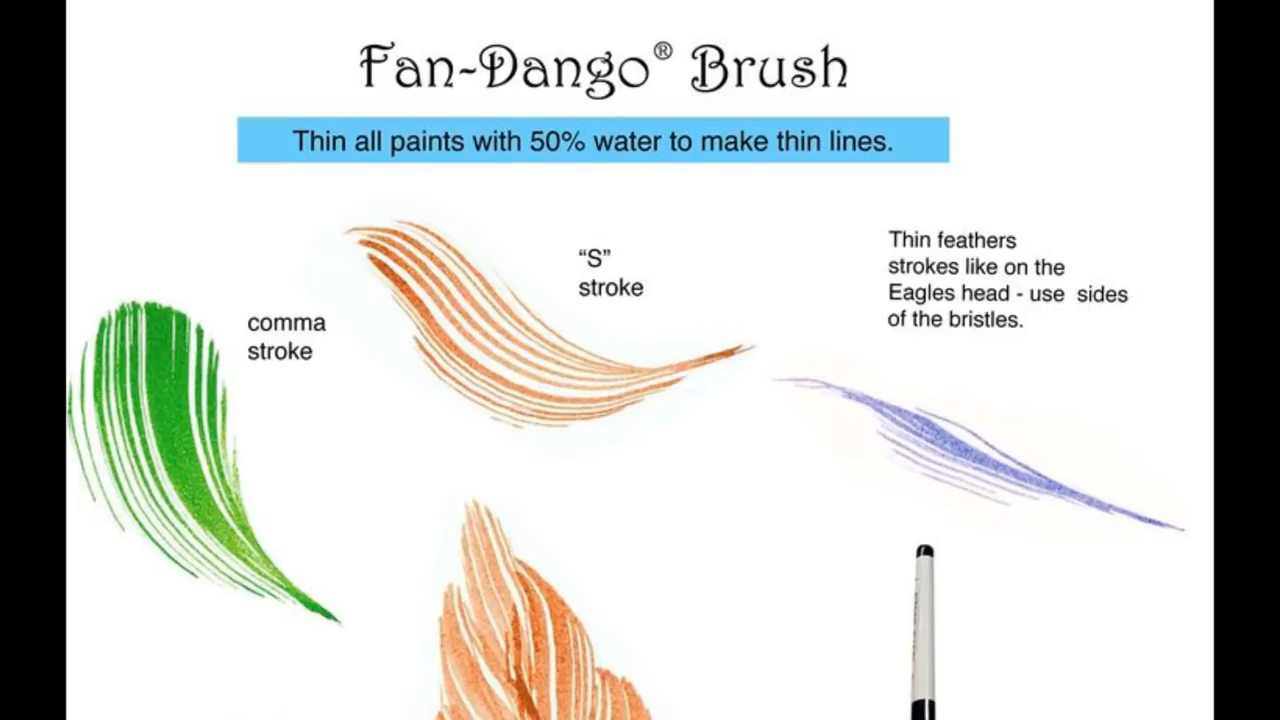 Fan-Dango® Brush
Thin all paints with 50% water to make thin lines.
“S”
stroke
Thin feathers
strokes like on the
Eagles head - use sides
of the bristles.
comma
stroke